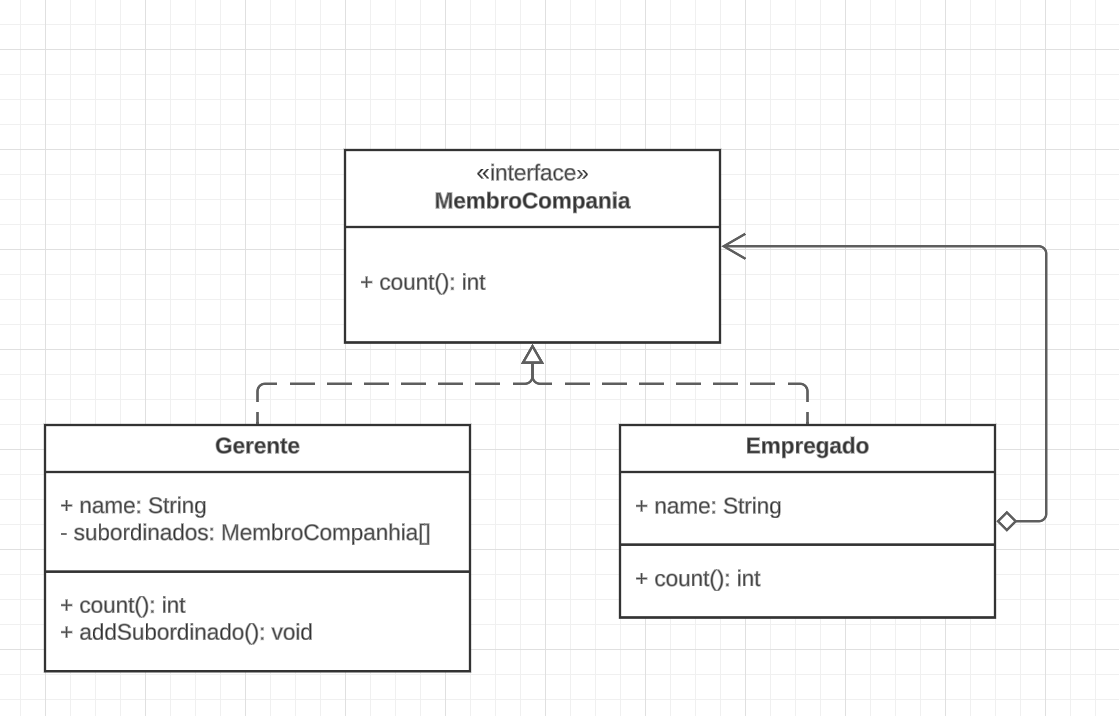 «interface»
MembroCompania
+ count(): int
Gerente
+ name: String
- subordinados: MembroCompanhia[]
+ count(): int
+ addSubordinado(): void
Empregado
+ name: String
+ count(): int